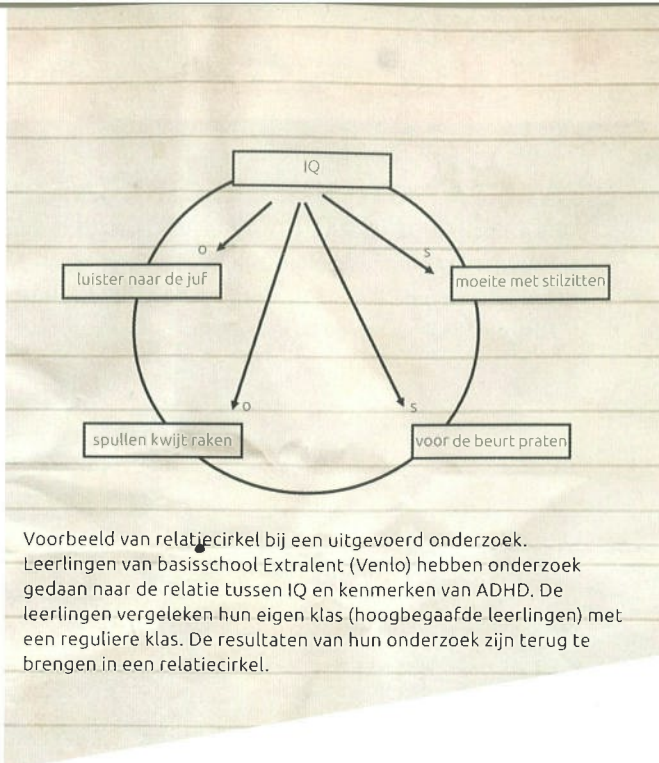 IQ
o
s
luister naar de juf
moeite met stilzitten
o
s
spullen kwijt raken
voor de beurt praten
Voorbeeld van relatiecirkel bij een uitgevoerd onderzoek.
Leerlingen van basisschool Extralent (Venlo) hebben onderzoek
gedaan naar de relatie tussen IQ en kenmerken van ADHD. De
leerlingen vergeleken hun eigen klas (hoogbegaafde leerlingen) met
een reguliere klas. De resultaten van hun onderzoek zijn terug te
brengen in een relatiecirkel.